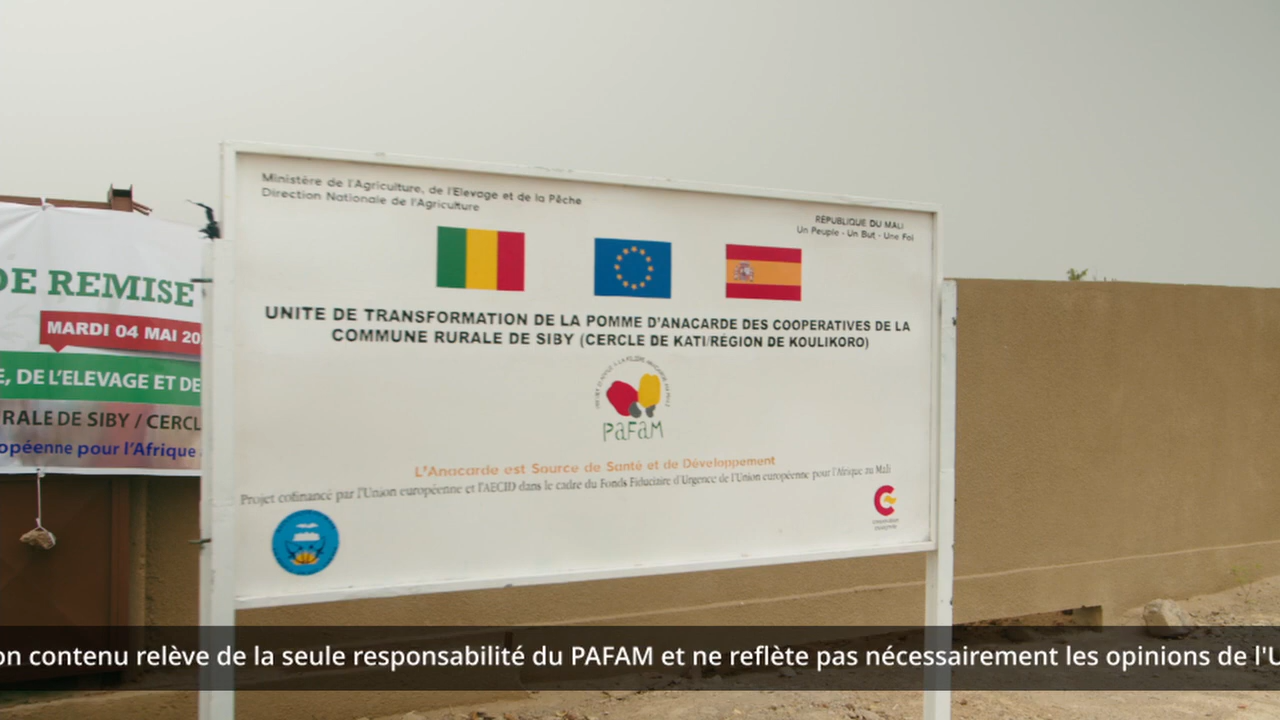 DE REMISE
MARDI 04 MAI 20
E, DE L'ELEVAGE ET DE
RALE DE SIBY / CERCL
opéenne pour l'Afrique
Ministère de l'Agriculture, de l'Elevage et de la Pêche
Direction Nationale de l'Agriculture
RÉPUBLIQUE DU MALI
Un Peuple - Un But - Une Foi
UNITE DE TRANSFORMATION DE LA POMME D'ANACARDE DES COOPERATIVES DE LA
COMMUNE RURALE DE SIBY (CERCLE DE KATI/RÉGION DE KOULIKORO)
PAFAM
L'Anacarde est Source de Santé et de Développement
Projet cofinancé par l'Union européenne et l'AECID dans le cadre du Fonds Fiduciaire d'Urgence de l'Union européenne pour l'Afrique au Mali
on contenu relève de la seule responsabilité du PAFAM et ne reflète pas nécessairement les opinions de l'U